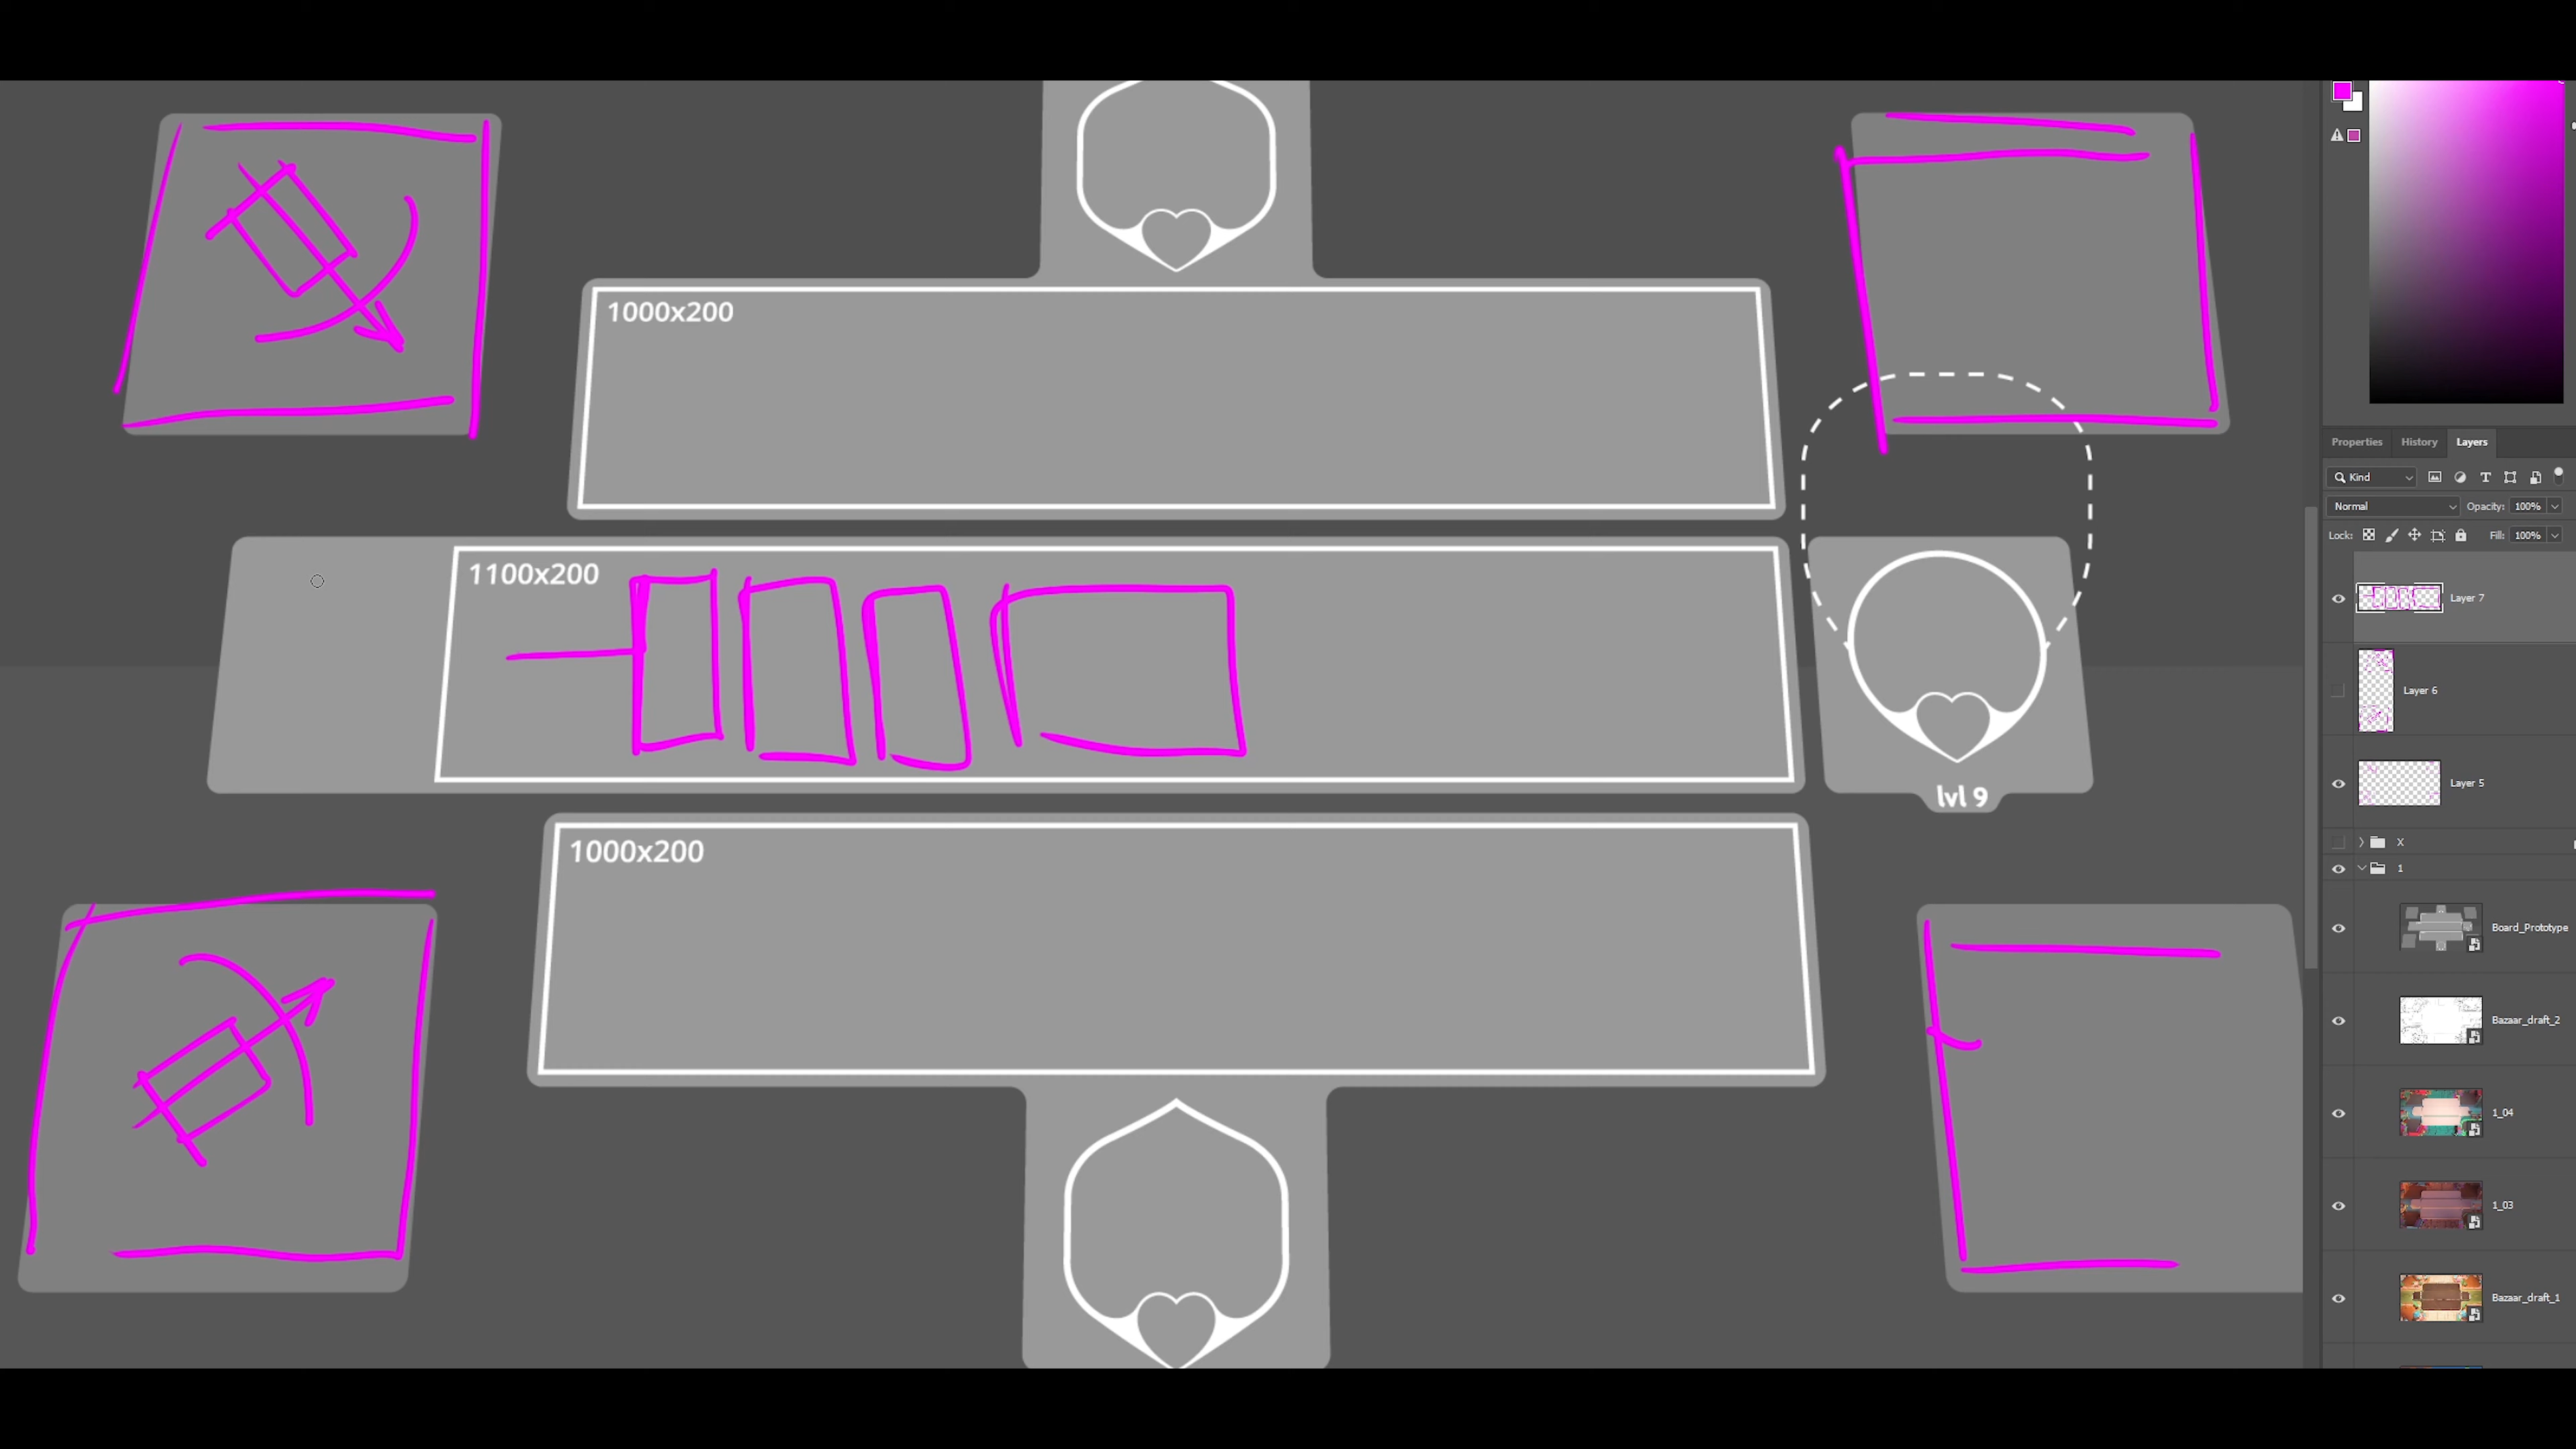 1000x200
1100x200
1000x200
lvl 9
Properties
History
Layers
Kind
Normal
Opacity: 100%
Lock:
Fill: 100%
Layer 7
Layer 6
Layer 5
X
1
Board_Prototype
Bazaar_draft_2
1_04
1_03
Bazaar_draft_1